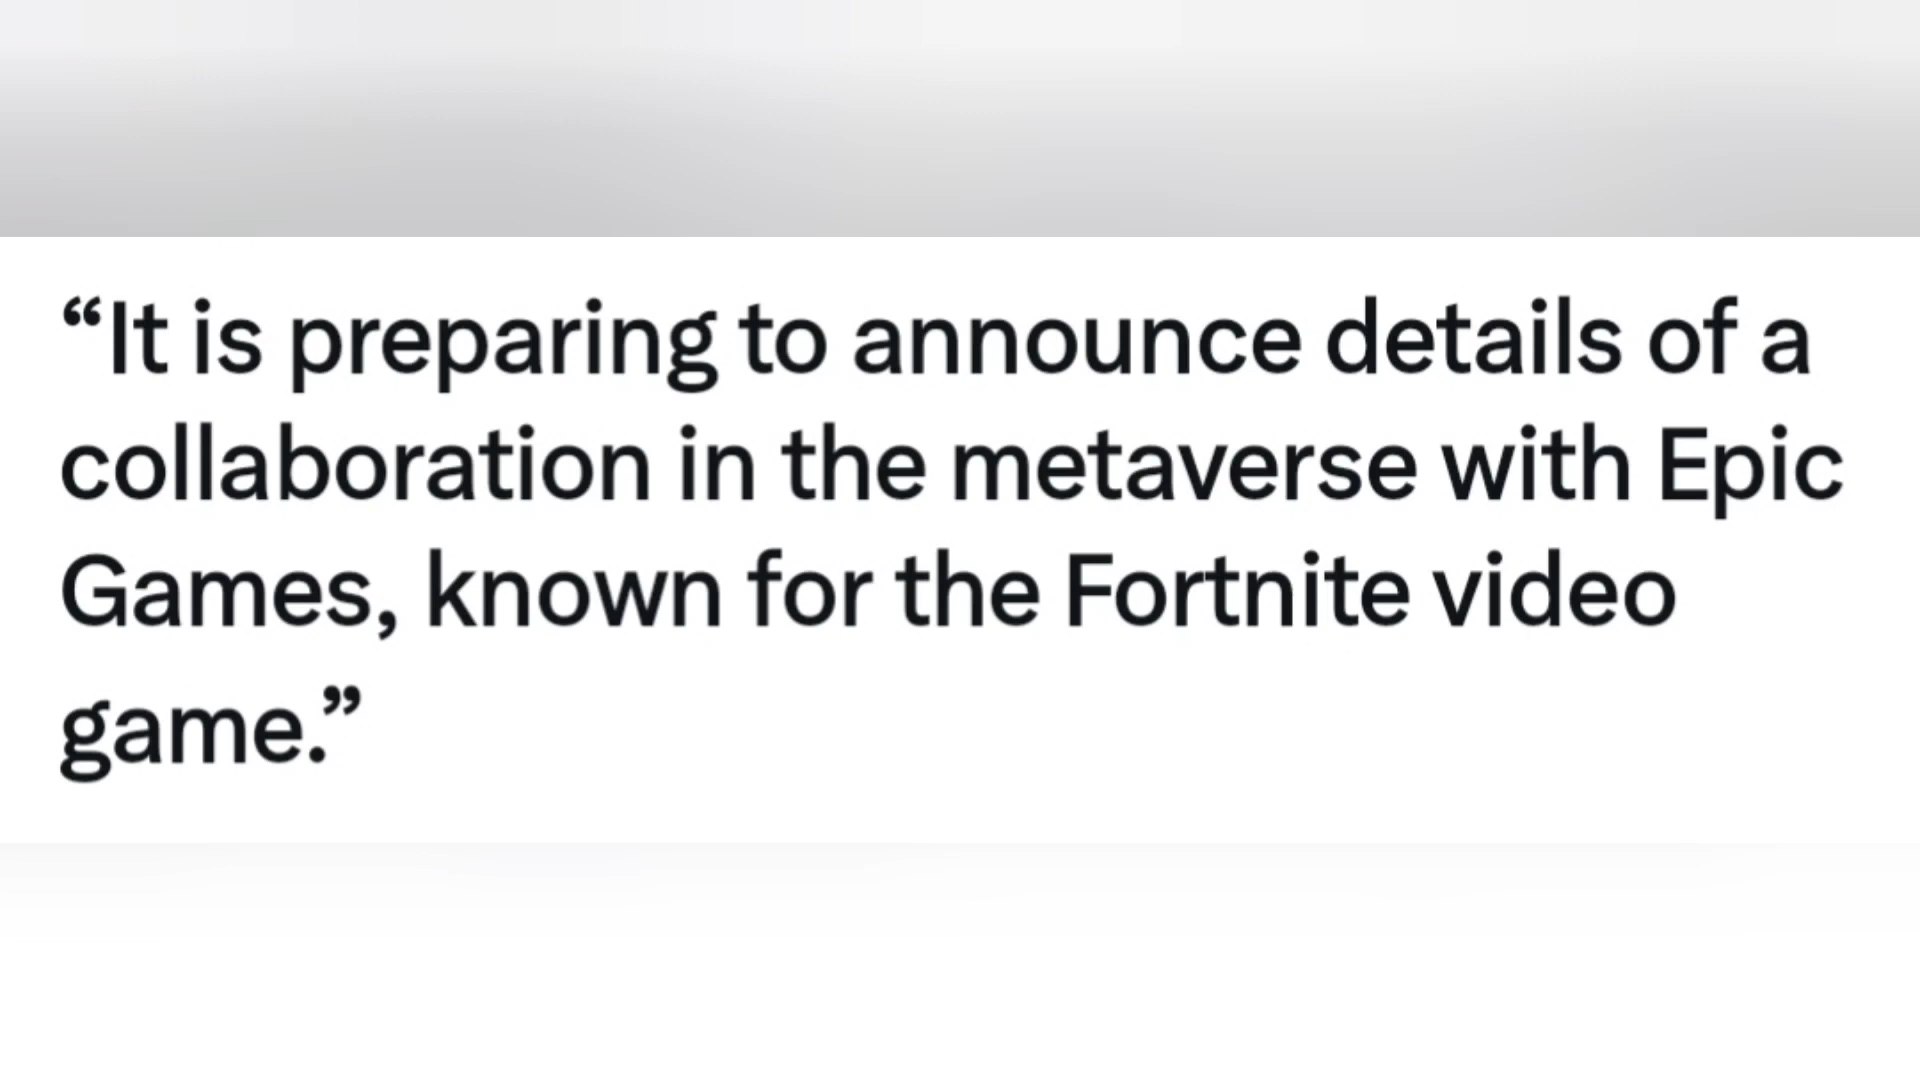 “It is preparing to announce details of a
collaboration in the metaverse with Epic
Games, known for the Fortnite video
game.”